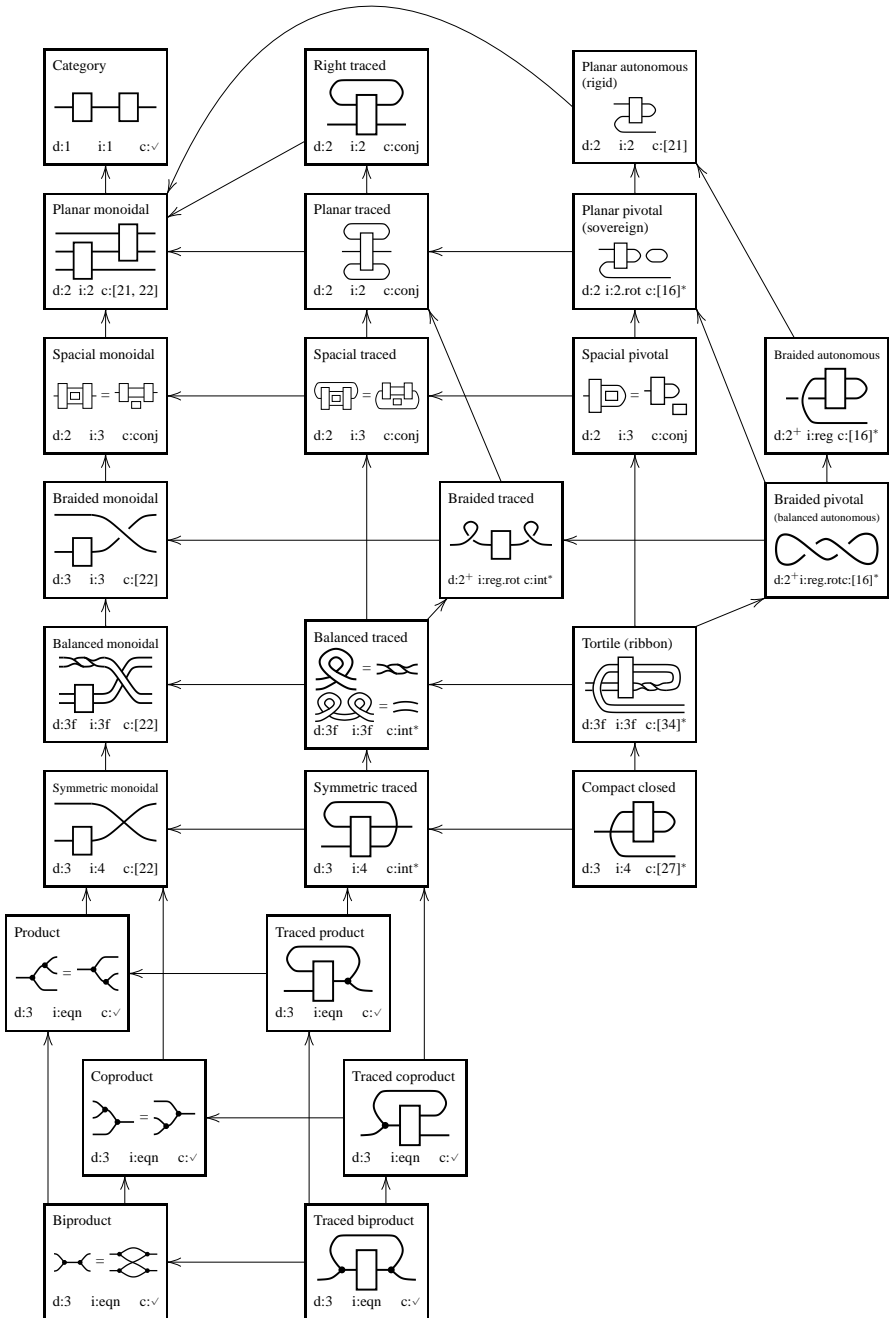 Category
d:1 i:1 c:✓
Right traced
d:2 i:2 c:conj
Planar autonomous
(rigid)
d:2 i:2 c:[21]
Planar monoidal
d:2 i:2 c:[21, 22]
Planar traced
d:2 i:2 c:conj
Planar pivotal
(sovereign)
d:2 i:2.rot c:[16]*
Spacial monoidal
=
d:2 i:3 c:conj
Spacial traced
=
d:2 i:3 c:conj
Spacial pivotal
=
d:2 i:3 c:conj
Braided autonomous
d:2+ i:reg c:[16]*
Braided monoidal
d:3 i:3 c:[22]
Braided traced
d:2+ i:reg.rot c:int*
Braided pivotal
(balanced autonomous)
d:2+ i:reg.rot c:[16]*
Balanced monoidal
d:3f i:3f c:[22]
Balanced traced
=
=
d:3f i:3f c:int*
Tortile (ribbon)
d:3f i:3f c:[34]*
Symmetric monoidal
d:3 i:4 c:[22]
Symmetric traced
d:3 i:4 c:int*
Compact closed
d:3 i:4 c:[27]*
Product
=
d:3 i:eqn c:✓
Traced product
d:3 i:eqn c:✓
Coproduct
=
d:3 i:eqn c:✓
Traced coproduct
d:3 i:eqn c:✓
Biproduct
=
d:3 i:eqn c:✓
Traced biproduct
d:3 i:eqn c:✓